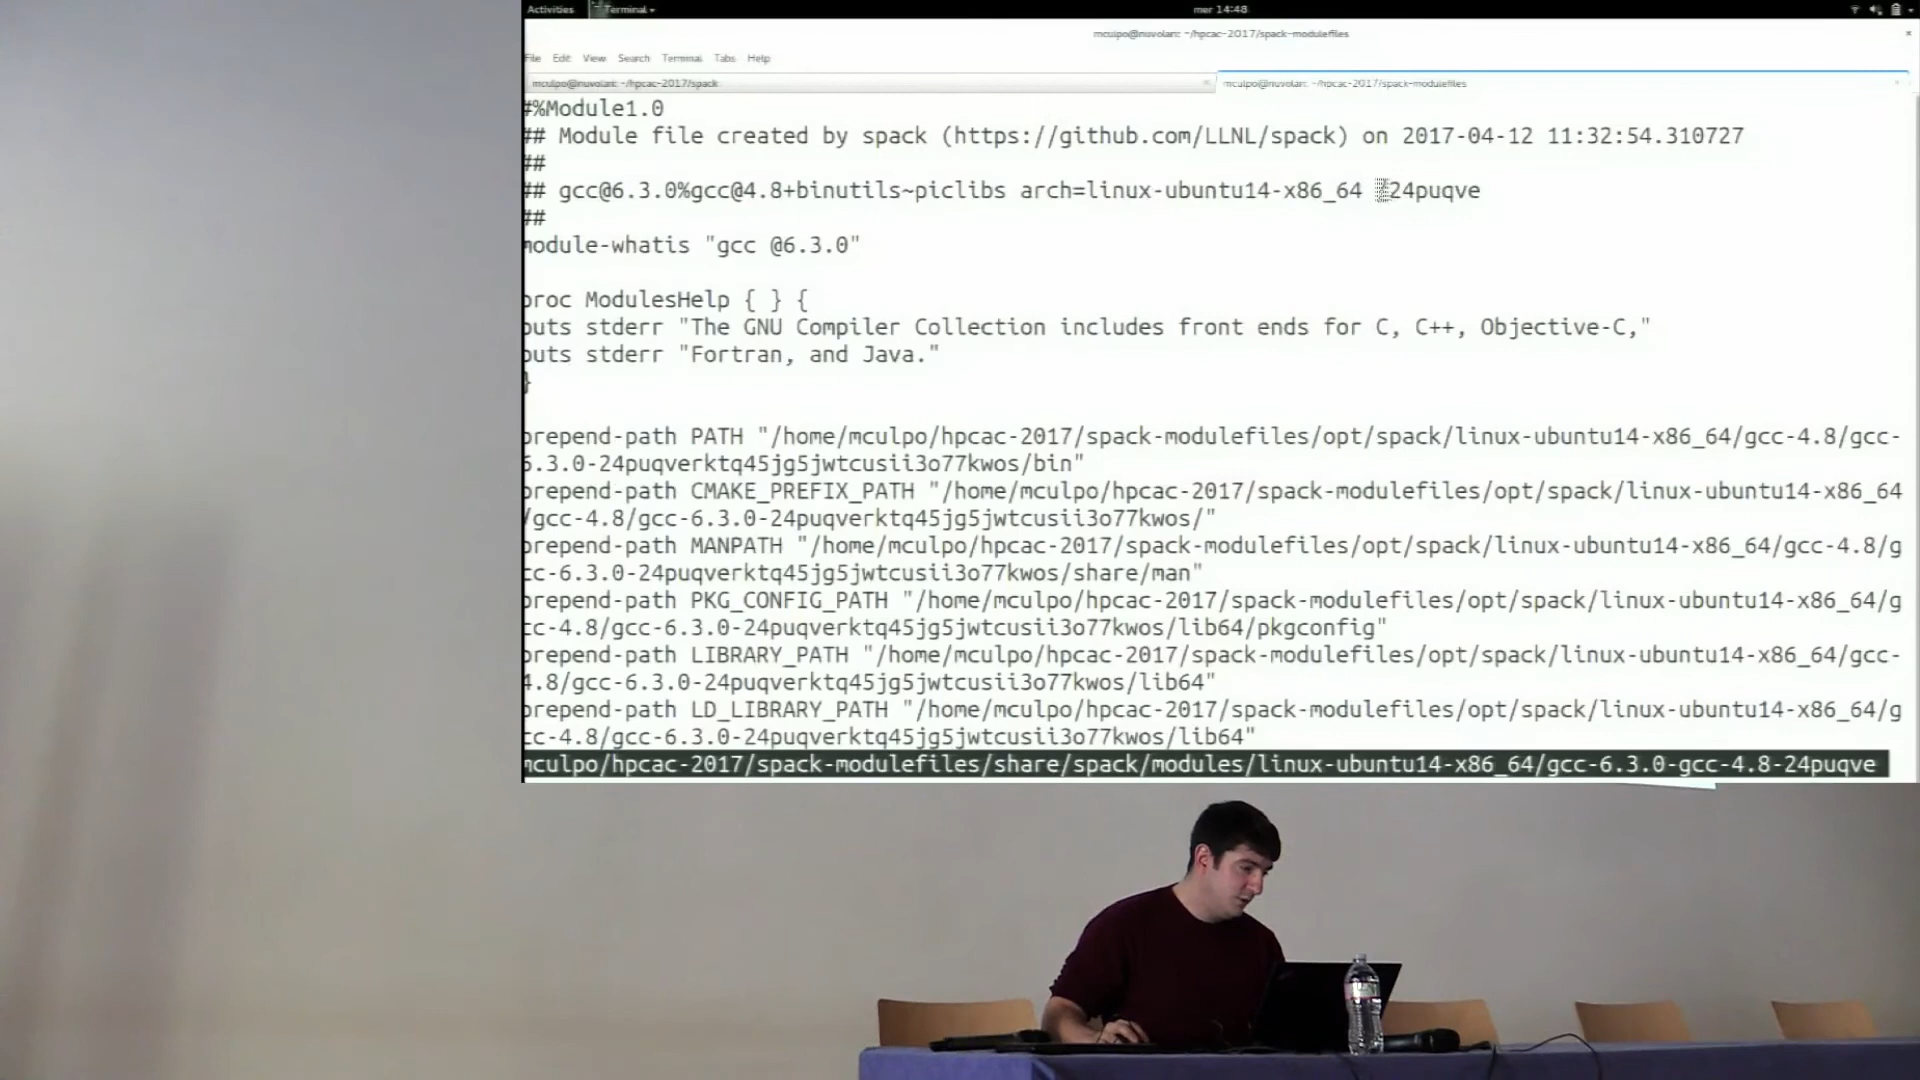 Activities Terminal mer 14:48
mculpo@nuvolari: ~/hpcac-2017/spack-modulefiles
File Edit View Search Terminal Tabs Help
mculpo@nuvolari: ~/hpcac-2017/spack mculpo@nuvolari: ~/hpcac-2017/spack-modulefiles
#%Module1.0
## Module file created by spack (https://github.com/LLNL/spack) on 2017-04-12 11:32:54.310727
##
## gcc@6.3.0%gcc@4.8+binutils~piclibs arch=linux-ubuntu14-x86_64 /24puqve
##
module-whatis "gcc @6.3.0"
proc ModulesHelp { } {
puts stderr "The GNU Compiler Collection includes front ends for C, C++, Objective-C,"
puts stderr "Fortran, and Java."
}
prepend-path PATH "/home/mculpo/hpcac-2017/spack-modulefiles/opt/spack/linux-ubuntu14-x86_64/gcc-4.8/gcc-
6.3.0-24puqverktq45jg5jwtcusii3o77kwos/bin"
prepend-path CMAKE_PREFIX_PATH "/home/mculpo/hpcac-2017/spack-modulefiles/opt/spack/linux-ubuntu14-x86_64
/gcc-4.8/gcc-6.3.0-24puqverktq45jg5jwtcusii3o77kwos/"
prepend-path MANPATH "/home/mculpo/hpcac-2017/spack-modulefiles/opt/spack/linux-ubuntu14-x86_64/gcc-4.8/g
cc-6.3.0-24puqverktq45jg5jwtcusii3o77kwos/share/man"
prepend-path PKG_CONFIG_PATH "/home/mculpo/hpcac-2017/spack-modulefiles/opt/spack/linux-ubuntu14-x86_64/g
cc-4.8/gcc-6.3.0-24puqverktq45jg5jwtcusii3o77kwos/lib64/pkgconfig"
prepend-path LIBRARY_PATH "/home/mculpo/hpcac-2017/spack-modulefiles/opt/spack/linux-ubuntu14-x86_64/gcc-
4.8/gcc-6.3.0-24puqverktq45jg5jwtcusii3o77kwos/lib64"
prepend-path LD_LIBRARY_PATH "/home/mculpo/hpcac-2017/spack-modulefiles/opt/spack/linux-ubuntu14-x86_64/g
cc-4.8/gcc-6.3.0-24puqverktq45jg5jwtcusii3o77kwos/lib64"
mculpo/hpcac-2017/spack-modulefiles/share/spack/modules/linux-ubuntu14-x86_64/gcc-6.3.0-gcc-4.8-24puqve